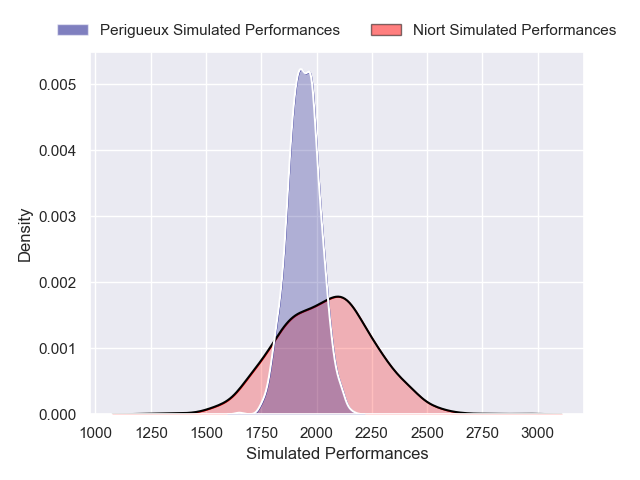 Perigueux Simulated Performances
Niort Simulated Performances
0.005
0.004
0.003
0.002
0.001
0.000
Density
1000 1250 1500 1750 2000 2250 2500 2750 3000
Simulated Performances